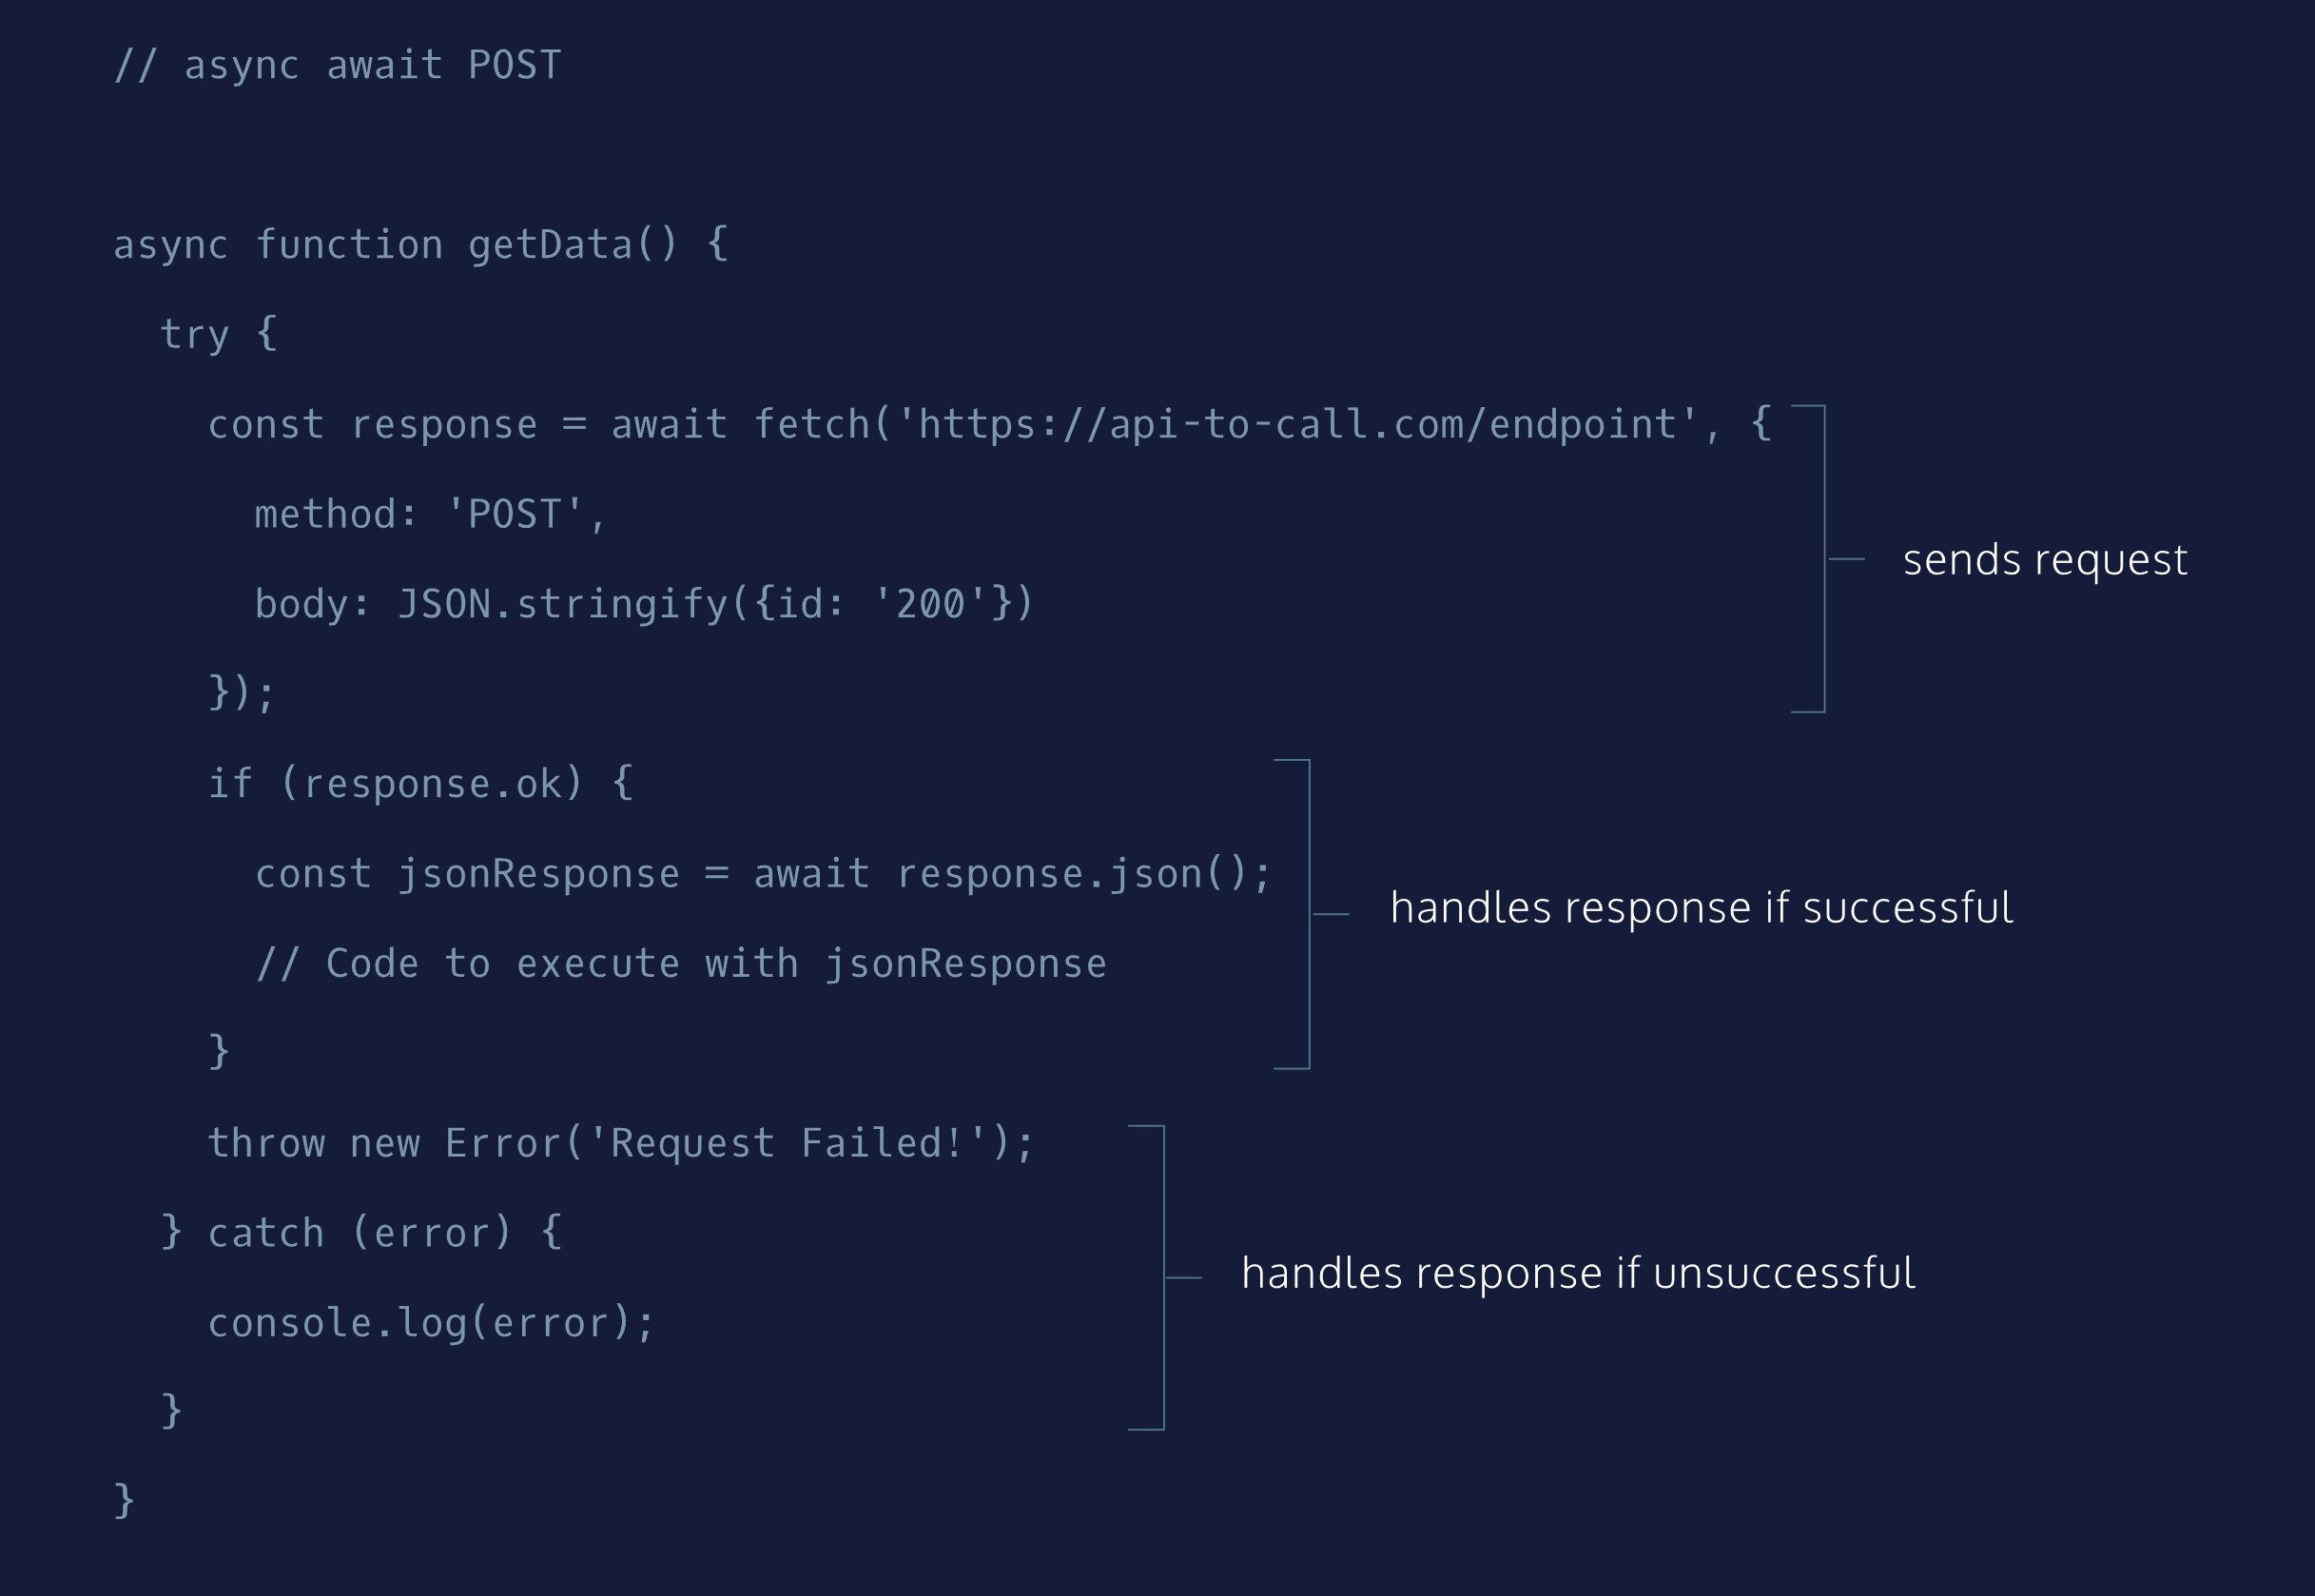 // async await POST
async function getData() {
try {
const response = await fetch('https://api-to-call.com/endpoint', {
method: 'POST',
body: JSON.stringify({id: '200'})
});
sends request
if (response.ok) {
const jsonResponse = await response.json();
// Code to execute with jsonResponse
}
handles response if successful
throw new Error('Request Failed!');
} catch (error) {
console.log(error);
}
handles response if unsuccessful
}